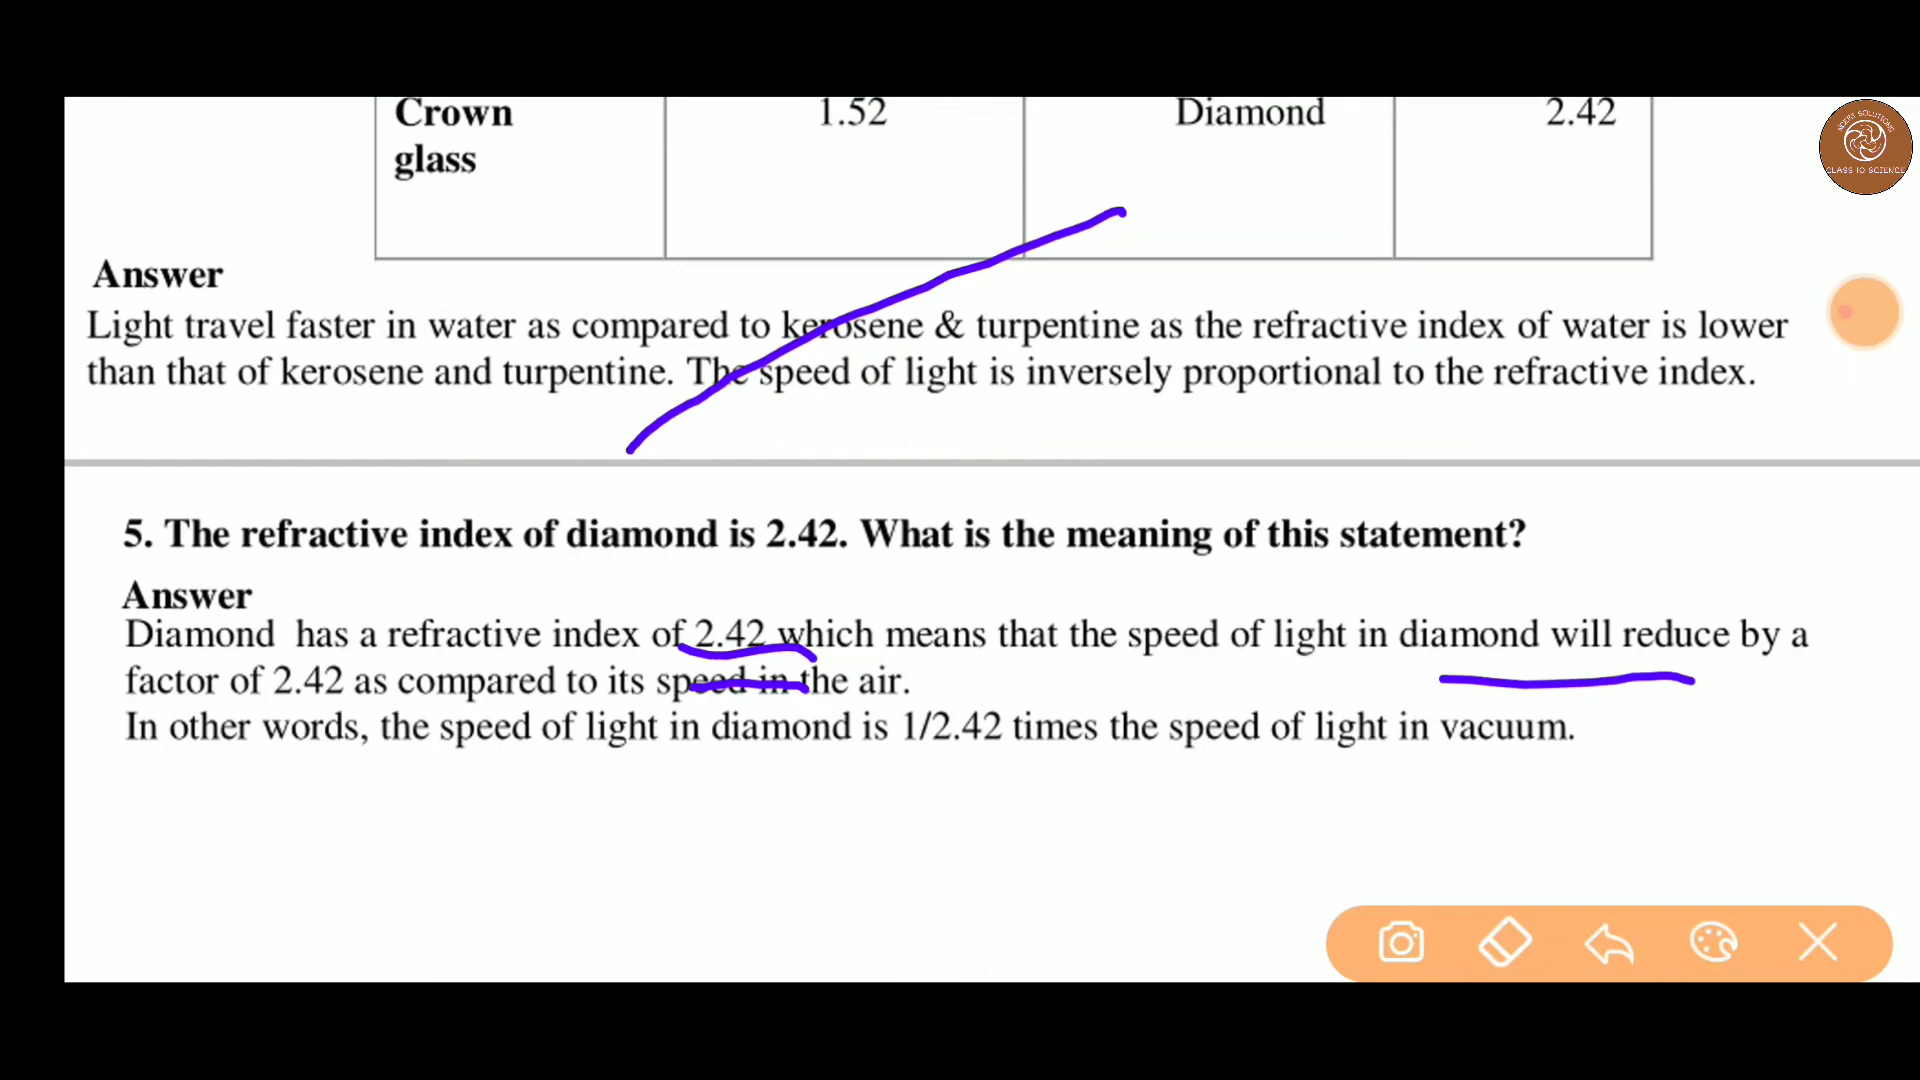 Crown 1.52 Diamond 2.42
glass
NCERT SOLUTIONS
CLASS 10 SCIENCE
Answer
Light travel faster in water as compared to kerosene & turpentine as the refractive index of water is lower
than that of kerosene and turpentine. The speed of light is inversely proportional to the refractive index.
5. The refractive index of diamond is 2.42. What is the meaning of this statement?
Answer
Diamond has a refractive index of 2.42 which means that the speed of light in diamond will reduce by a
factor of 2.42 as compared to its speed in the air.
In other words, the speed of light in diamond is 1/2.42 times the speed of light in vacuum.